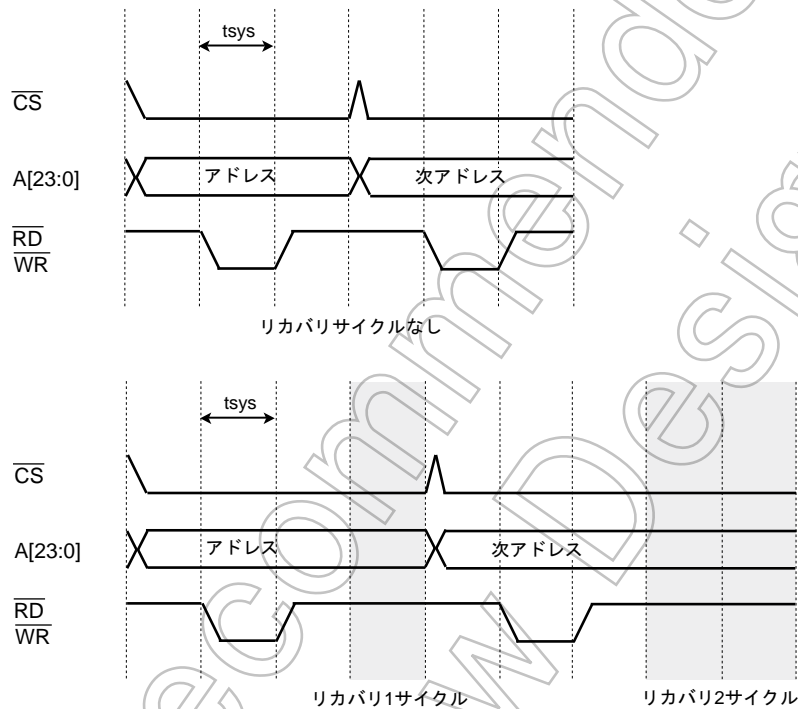 tsys
CS
A[23:0]
アドレス
次アドレス
RD
WR
リカバリサイクルなし
tsys
CS
A[23:0]
アドレス
次アドレス
RD
WR
リカバリ1サイクル
リカバリ2サイクル